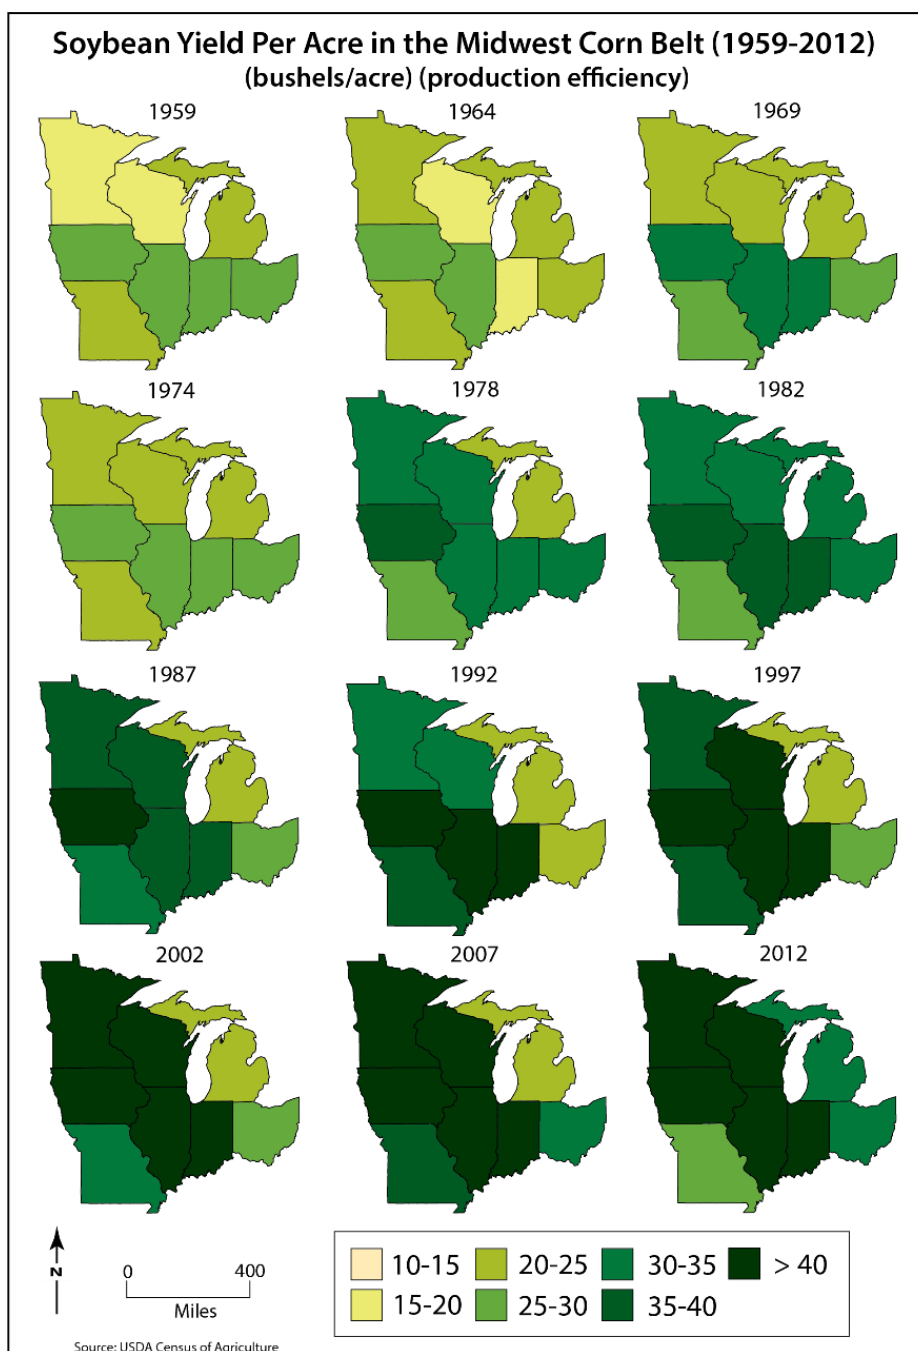 Soybean Yield Per Acre in the Midwest Corn Belt (1959-2012)
(bushels/acre) (production efficiency)
1959
1964
1969
1974
1978
1982
1987
1992
1997
2002
2007
2012
N
0 400
Miles
10-15 20-25 30-35 > 40
15-20 25-30 35-40
Source: USDA Census of Agriculture